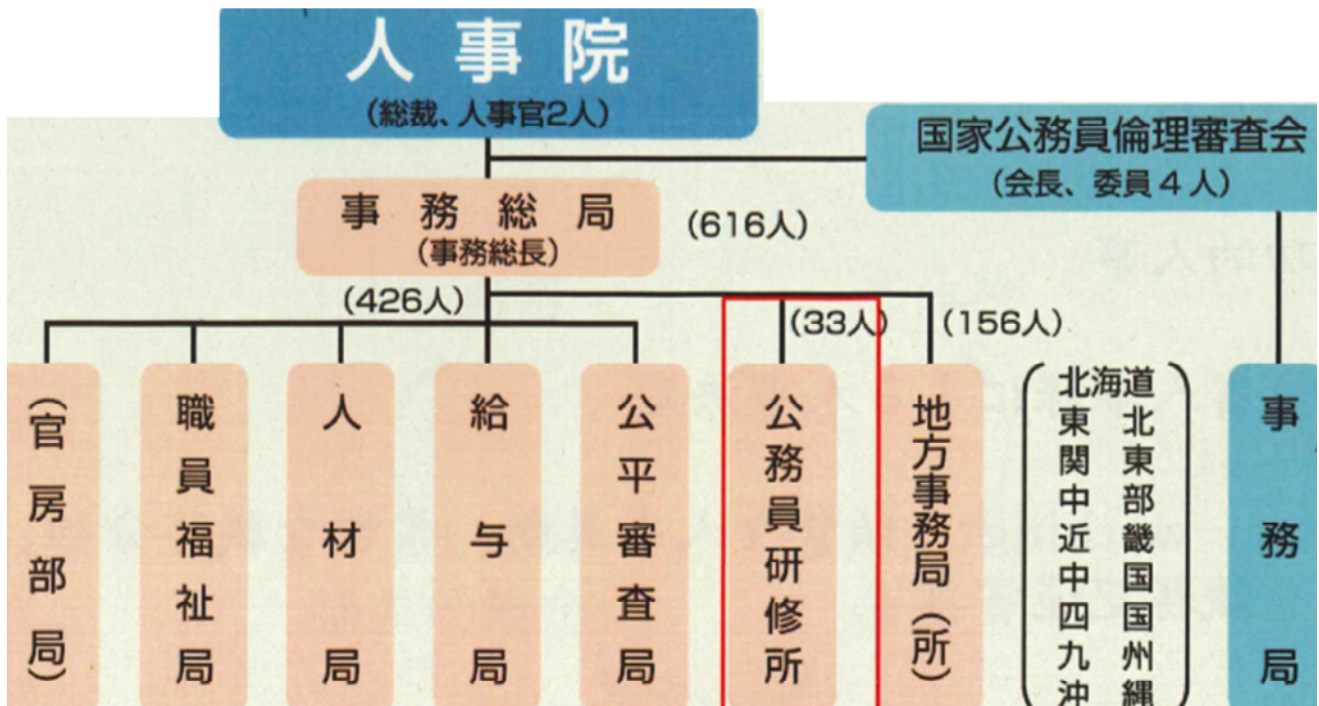 人事院
(総裁、人事官2人)
国家公務員倫理審査会
(会長、委員4人)
事務総局
(事務総長)
(616人)
(426人)
(33人)
(156人)
(官房部局)
職員福祉局
人材局
給与局
公平審査局
公務員研修所
地方事務局(所)
北海道
東北
関東
中部
近畿
中国
四国
九州
沖縄
事務局